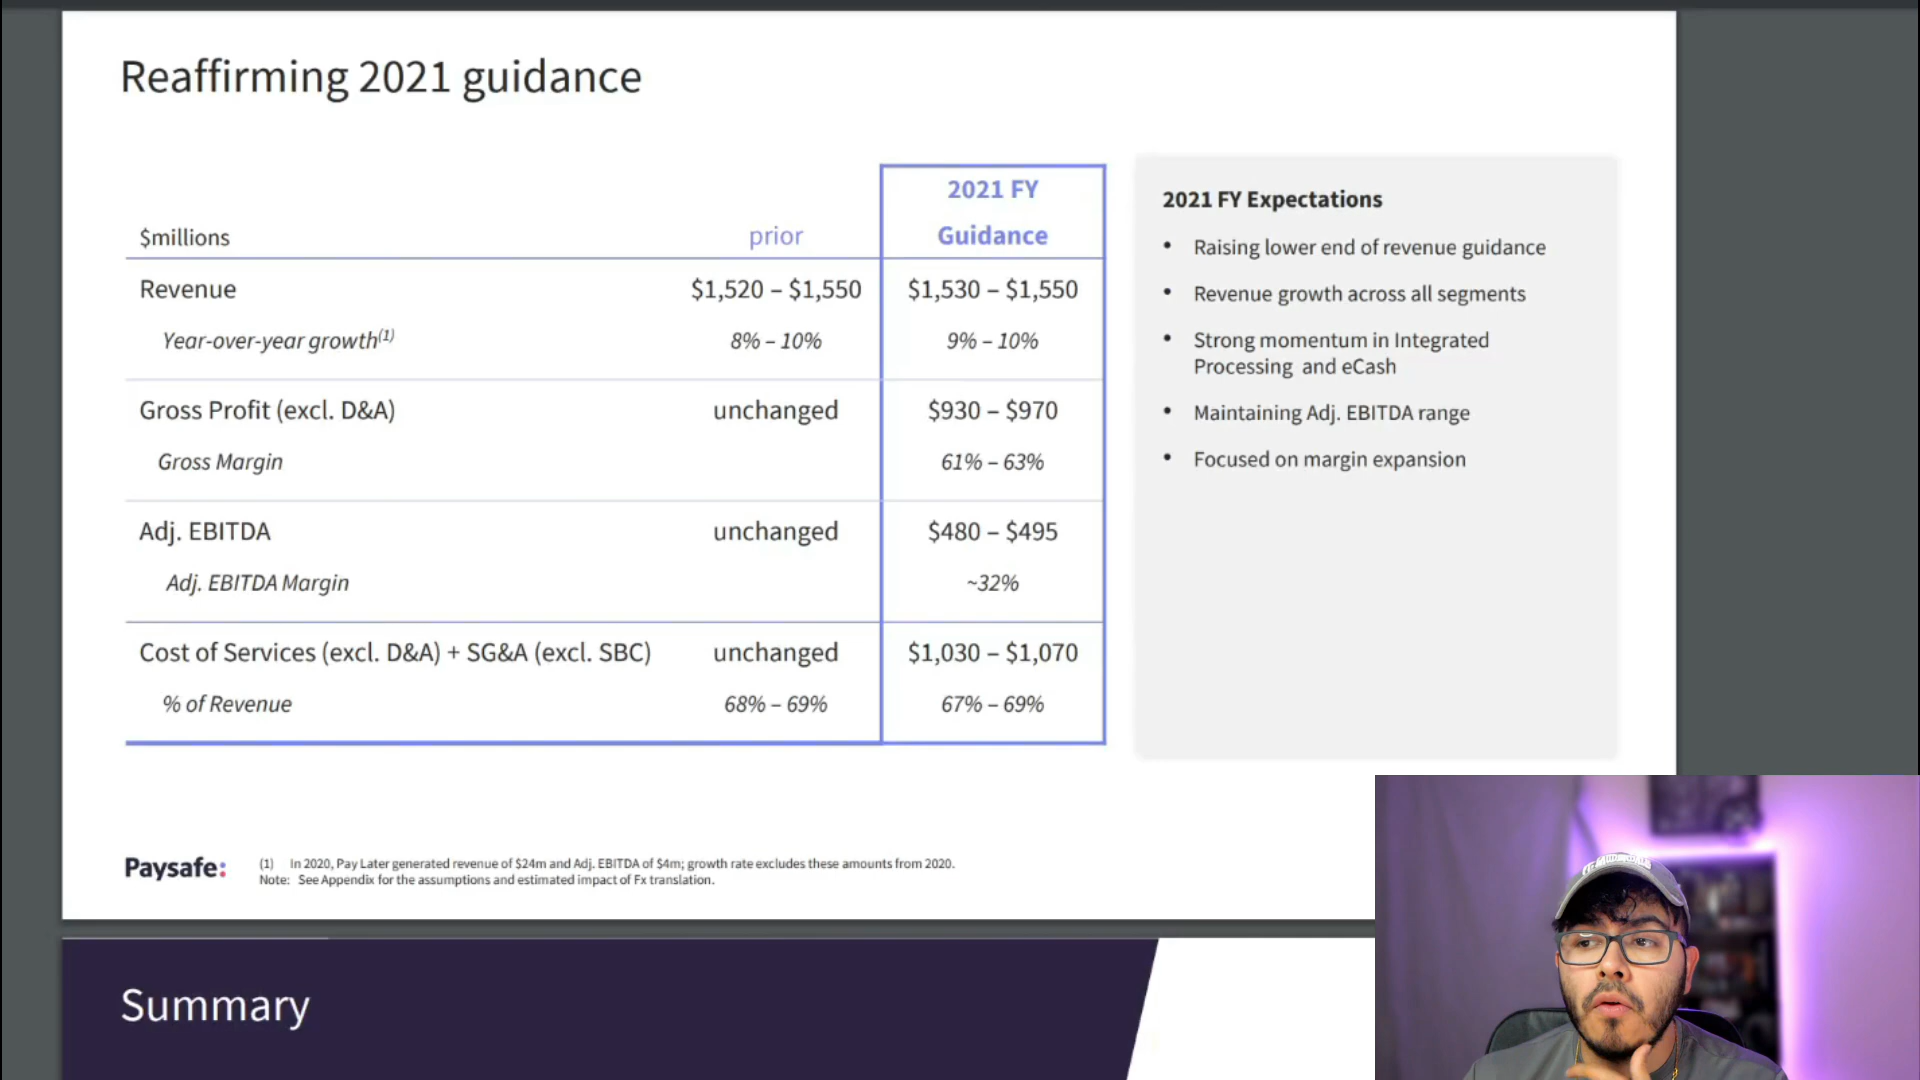 Reaffirming 2021 guidance
2021 FY
$millions prior Guidance
Revenue $1,520 – $1,550 $1,530 – $1,550
Year-over-year growth(1) 8% – 10% 9% – 10%
Gross Profit (excl. D&A) unchanged $930 – $970
Gross Margin 61% – 63%
Adj. EBITDA unchanged $480 – $495
Adj. EBITDA Margin ~32%
Cost of Services (excl. D&A) + SG&A (excl. SBC) unchanged $1,030 – $1,070
% of Revenue 68% – 69% 67% – 69%
2021 FY Expectations
• Raising lower end of revenue guidance
• Revenue growth across all segments
• Strong momentum in Integrated
Processing and eCash
• Maintaining Adj. EBITDA range
• Focused on margin expansion
Paysafe:
(1) In 2020, Pay Later generated revenue of $24m and Adj. EBITDA of $4m; growth rate excludes these amounts from 2020.
Note: See Appendix for the assumptions and estimated impact of Fx translation.
Summary